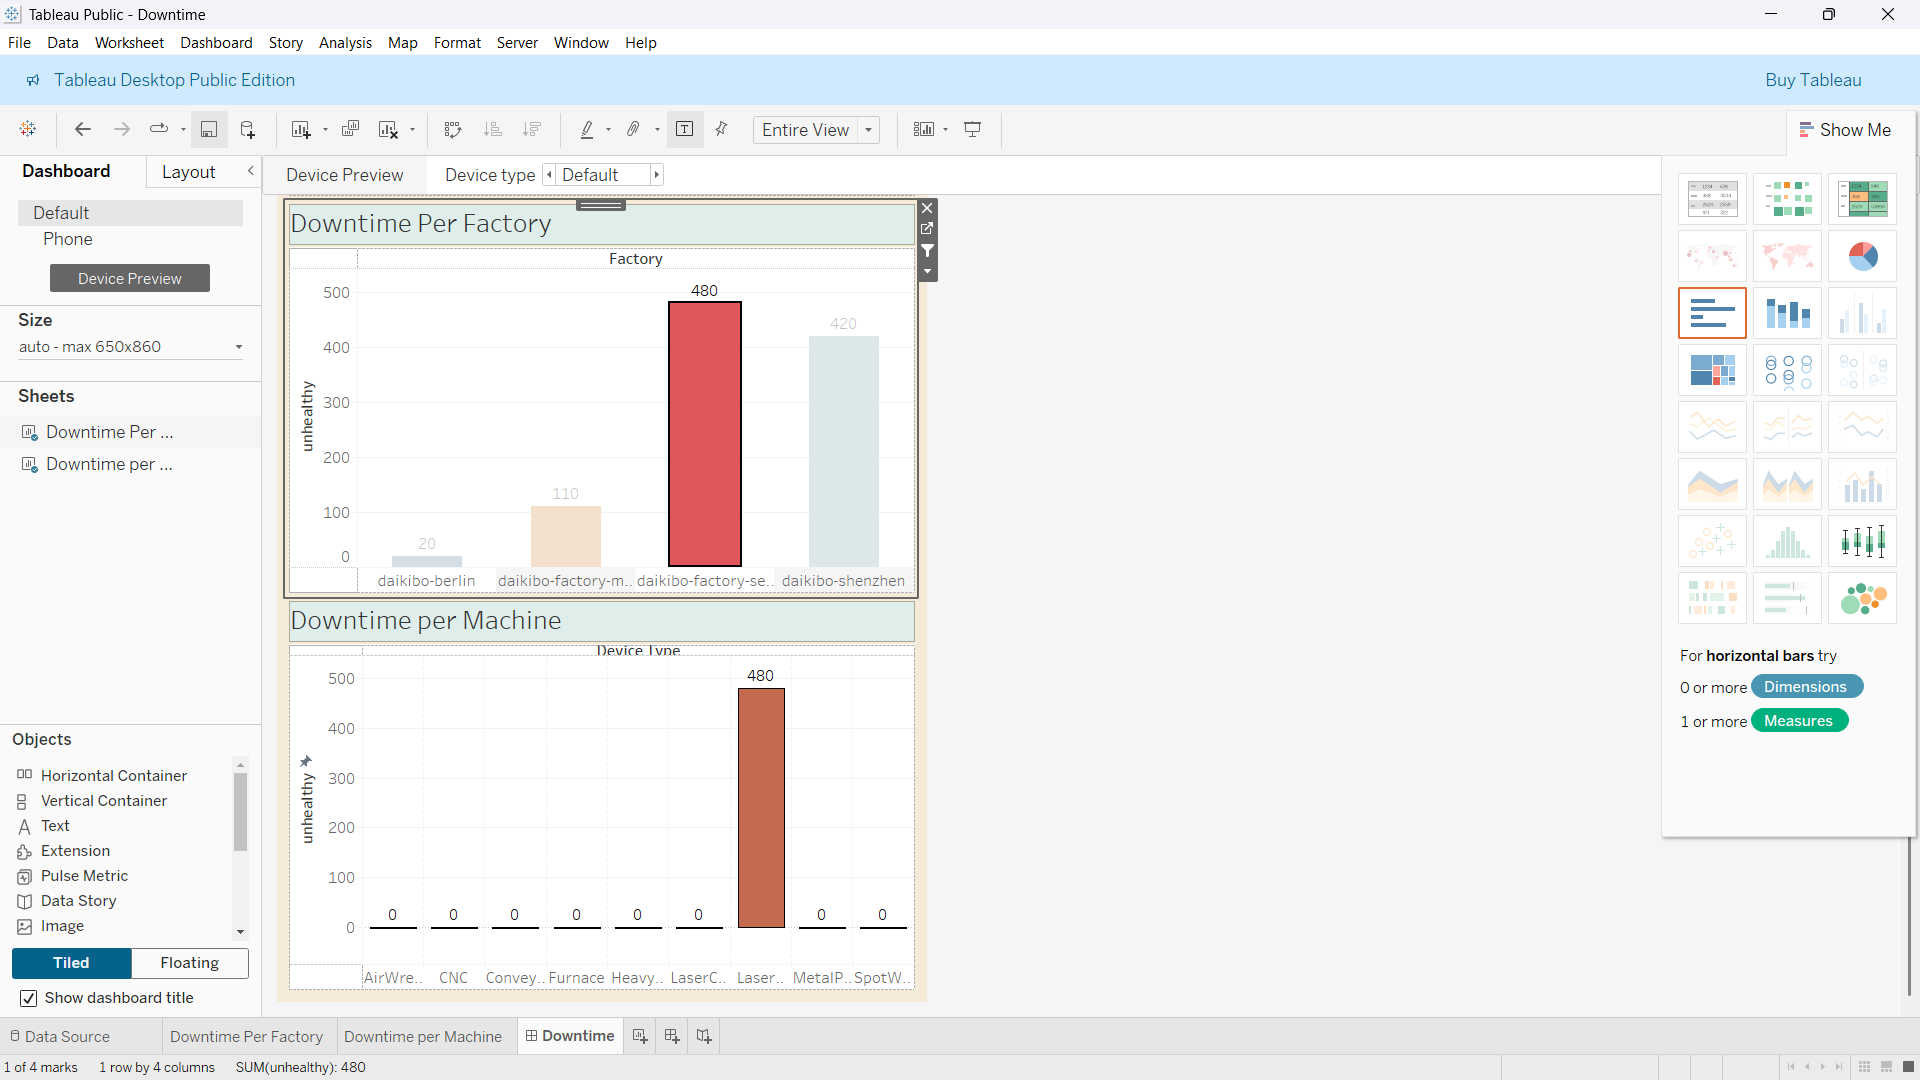 Tableau Public - Downtime
File Data Worksheet Dashboard Story Analysis Map Format Server Window Help
Tableau Desktop Public Edition
Buy Tableau
Entire View
Show Me
Dashboard
Layout
Device Preview
Device type
Default
Default
Phone
Device Preview
Size
auto - max 650x860
Sheets
Downtime Per ...
Downtime per ...
Objects
Horizontal Container
Vertical Container
Text
Extension
Pulse Metric
Data Story
Image
Tiled
Floating
Show dashboard title
Downtime Per Factory
Factory
unhealthy
500
400
300
200
100
0
20
110
480
420
daikibo-berlin
daikibo-factory-m..
daikibo-factory-se..
daikibo-shenzhen
Downtime per Machine
Device Type
unhealthy
500
400
300
200
100
0
0 0 0 0 0 0 480 0 0
AirWre.. CNC Convey.. Furnace Heavy.. LaserC.. Laser.. MetalP.. SpotW..
For horizontal bars try
0 or more Dimensions
1 or more Measures
Data Source
Downtime Per Factory
Downtime per Machine
Downtime
1 of 4 marks
1 row by 4 columns
SUM(unhealthy): 480